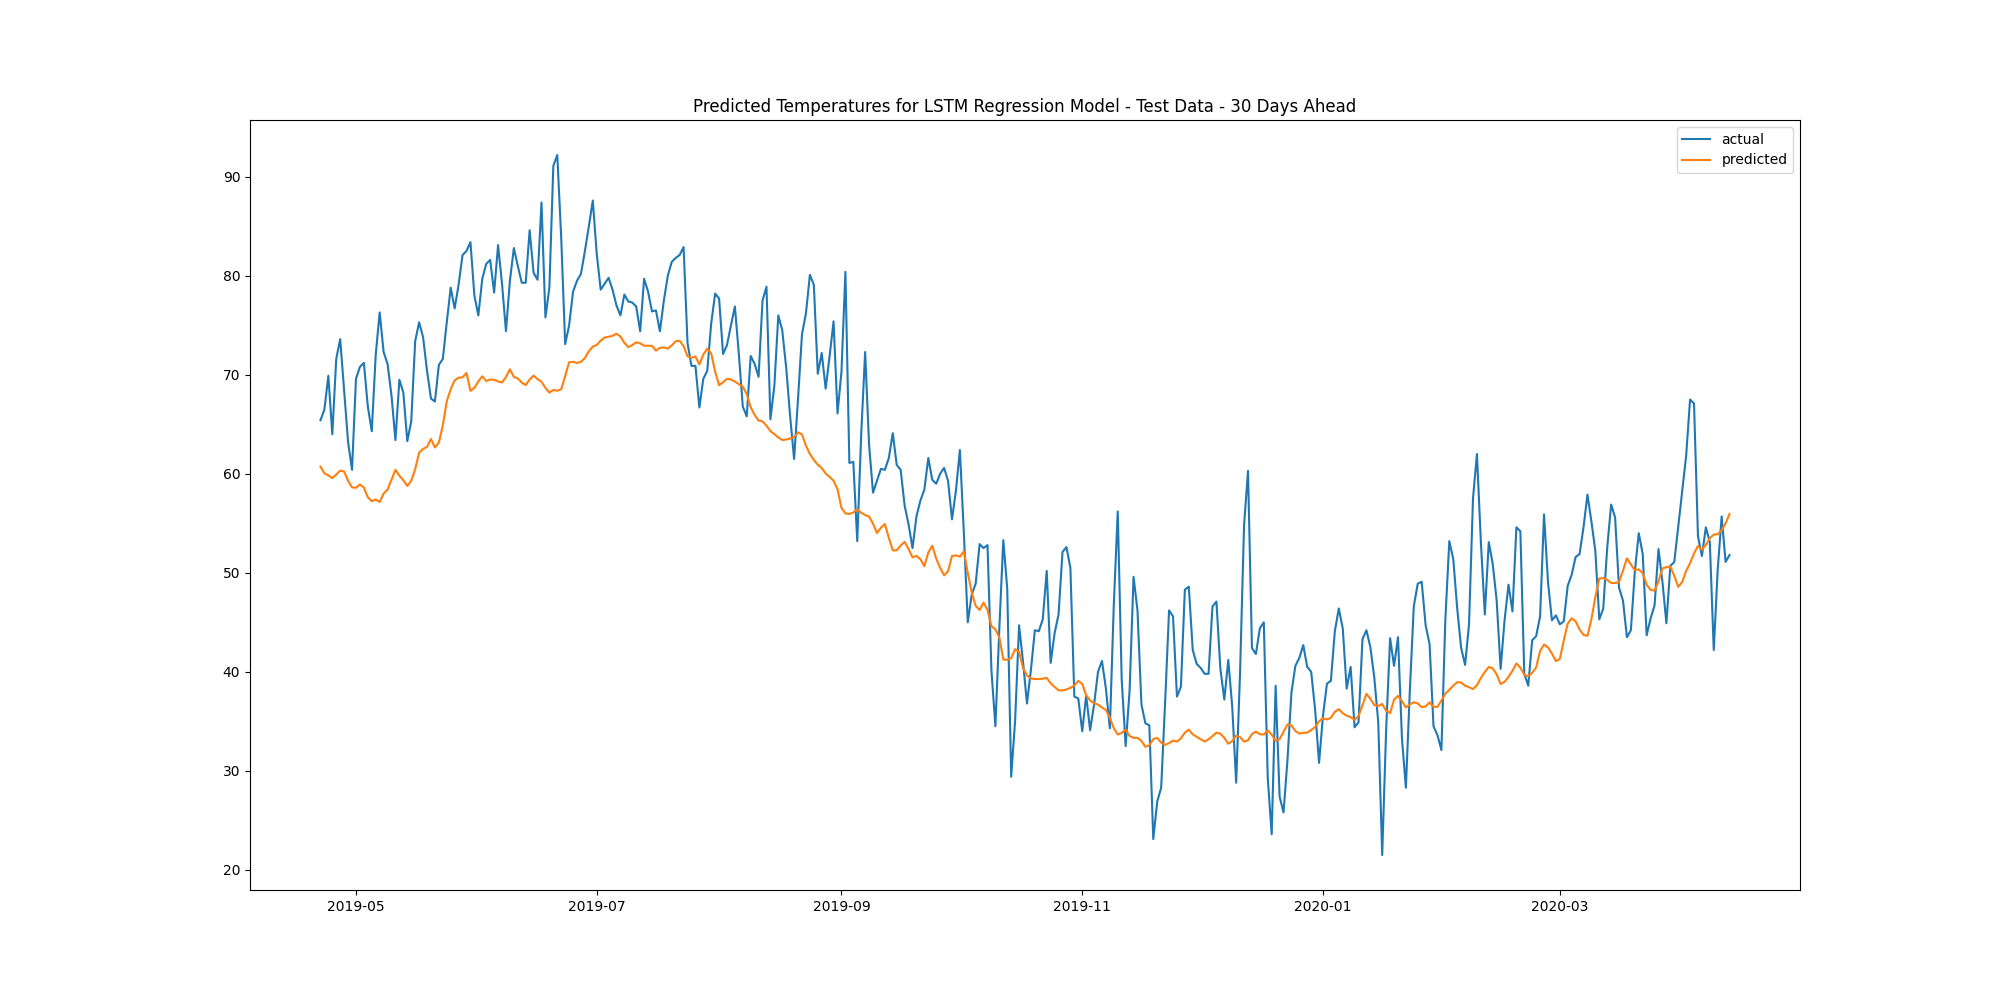 Predicted Temperatures for LSTM Regression Model - Test Data - 30 Days Ahead
actual
predicted
90
80
70
60
50
40
30
20
2019-05 2019-07 2019-09 2019-11 2020-01 2020-03